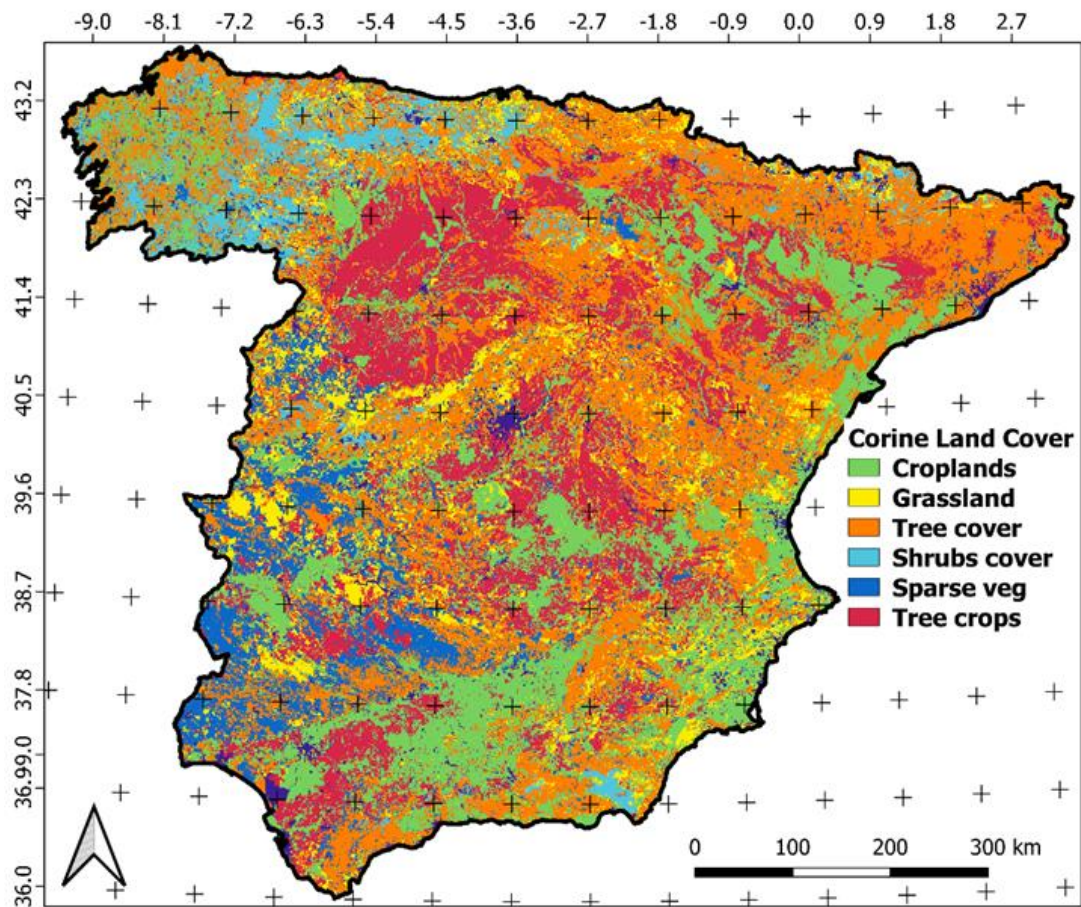 -9.0 -8.1 -7.2 -6.3 -5.4 -4.5 -3.6 -2.7 -1.8 -0.9 0.0 0.9 1.8 2.7
43.2
42.3
41.4
40.5
39.6
38.7
37.8
36.99.0
36.0
Corine Land Cover
Croplands
Grassland
Tree cover
Shrubs cover
Sparse veg
Tree crops
0 100 200 300 km